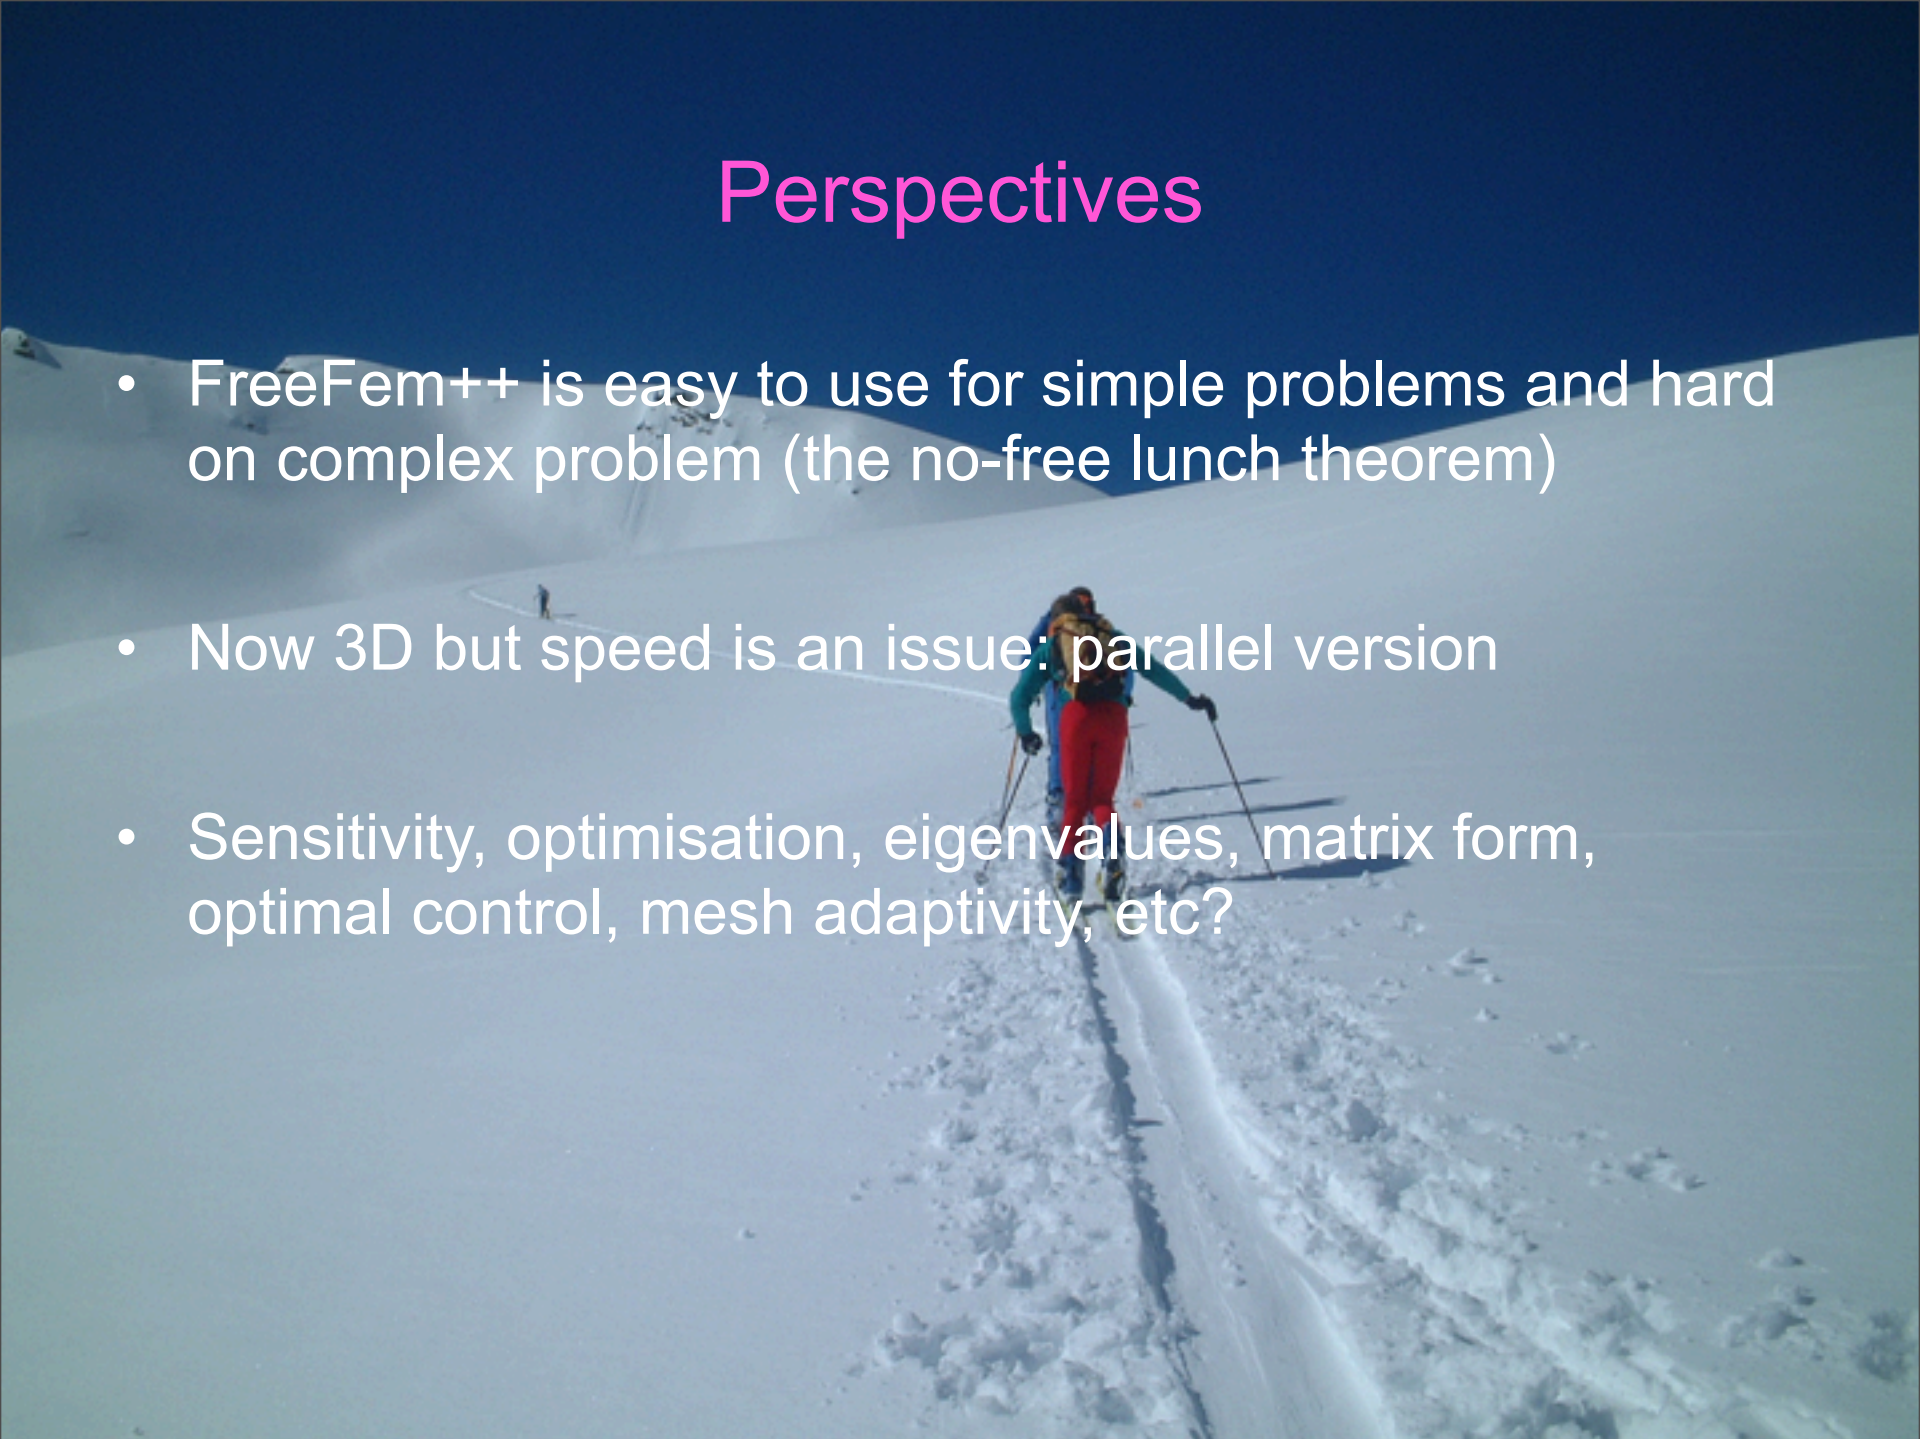 Perspectives
• FreeFem++ is easy to use for simple problems and hard
on complex problem (the no-free lunch theorem)
• Now 3D but speed is an issue: parallel version
• Sensitivity, optimisation, eigenvalues, matrix form,
optimal control, mesh adaptivity, etc?